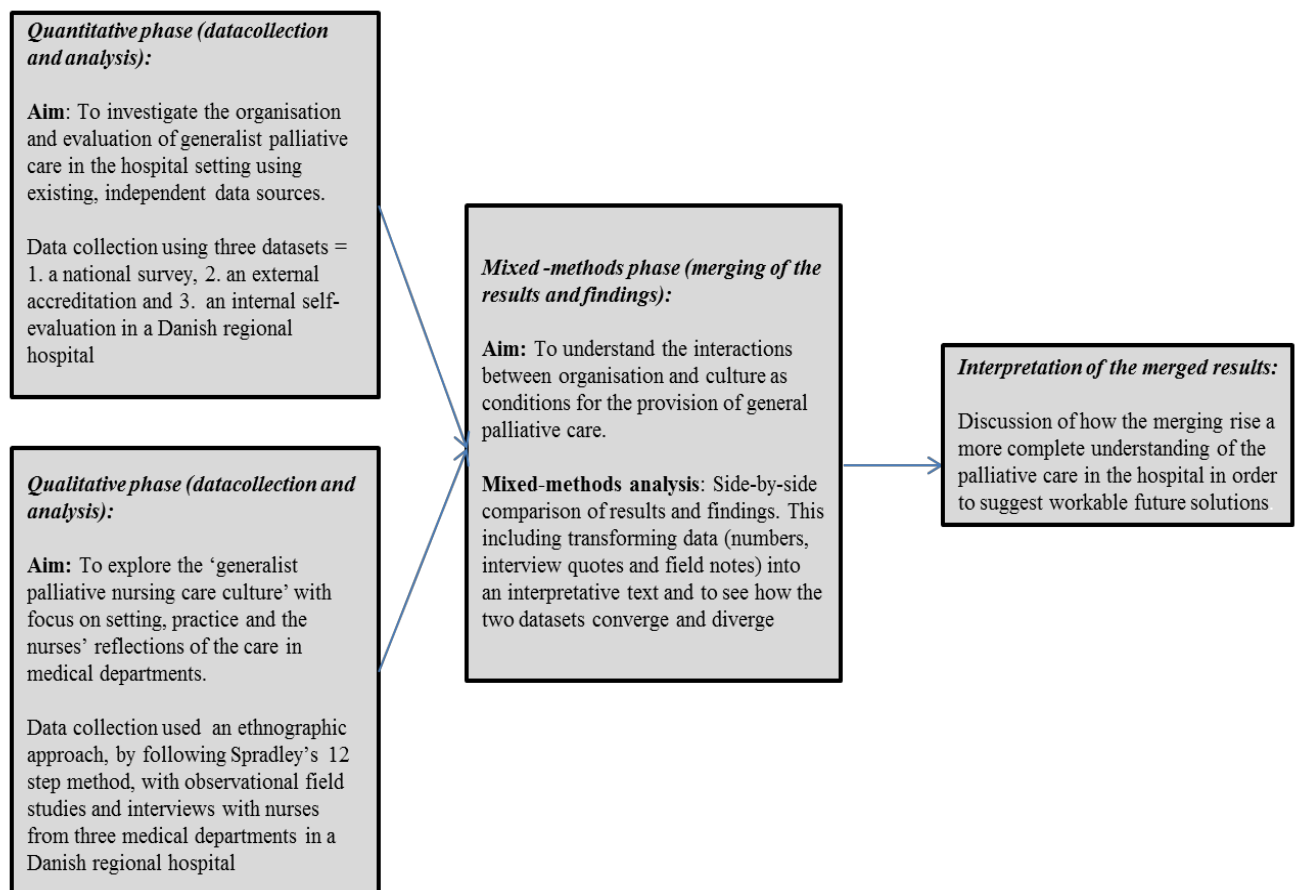 Quantitative phase (datacollection
and analysis):
Aim: To investigate the organisation
and evaluation of generalist palliative
care in the hospital setting using
existing, independent data sources.
Data collection using three datasets =
1. a national survey, 2. an external
accreditation and 3. an internal self-
evaluation in a Danish regional
hospital
Qualitative phase (datacollection and
analysis):
Aim: To explore the ‘generalist
palliative nursing care culture’ with
focus on setting, practice and the
nurses’ reflections of the care in
medical departments.
Data collection used an ethnographic
approach, by following Spradley’s 12
step method, with observational field
studies and interviews with nurses
from three medical departments in a
Danish regional hospital
Mixed -methods phase (merging of the
results and findings):
Aim: To understand the interactions
between organisation and culture as
conditions for the provision of general
palliative care.
Mixed-methods analysis: Side-by-side
comparison of results and findings. This
including transforming data (numbers,
interview quotes and field notes) into
an interpretative text and to see how the
two datasets converge and diverge
Interpretation of the merged results:
Discussion of how the merging rise a
more complete understanding of the
palliative care in the hospital in order
to suggest workable future solutions